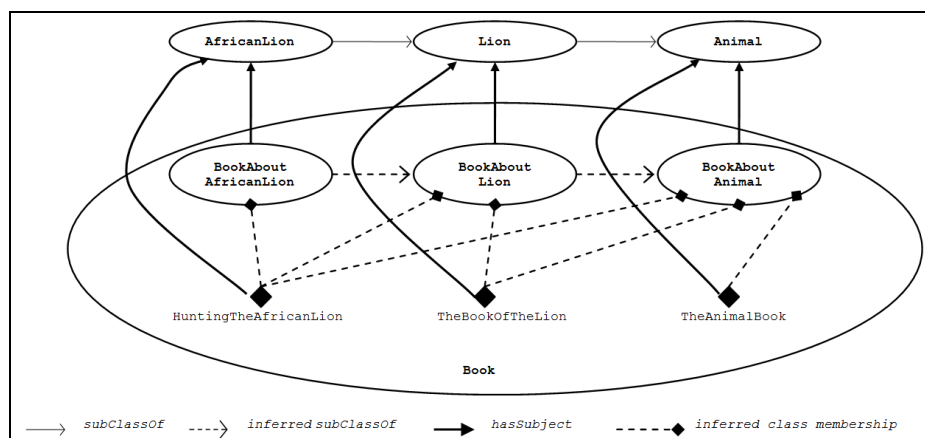 AfricanLion Lion Animal
BookAbout BookAbout BookAbout
AfricanLion Lion Animal
HuntingTheAfricanLion TheBookOfTheLion TheAnimalBook
Book
subClassOf inferred subClassOf hasSubject inferred class membership